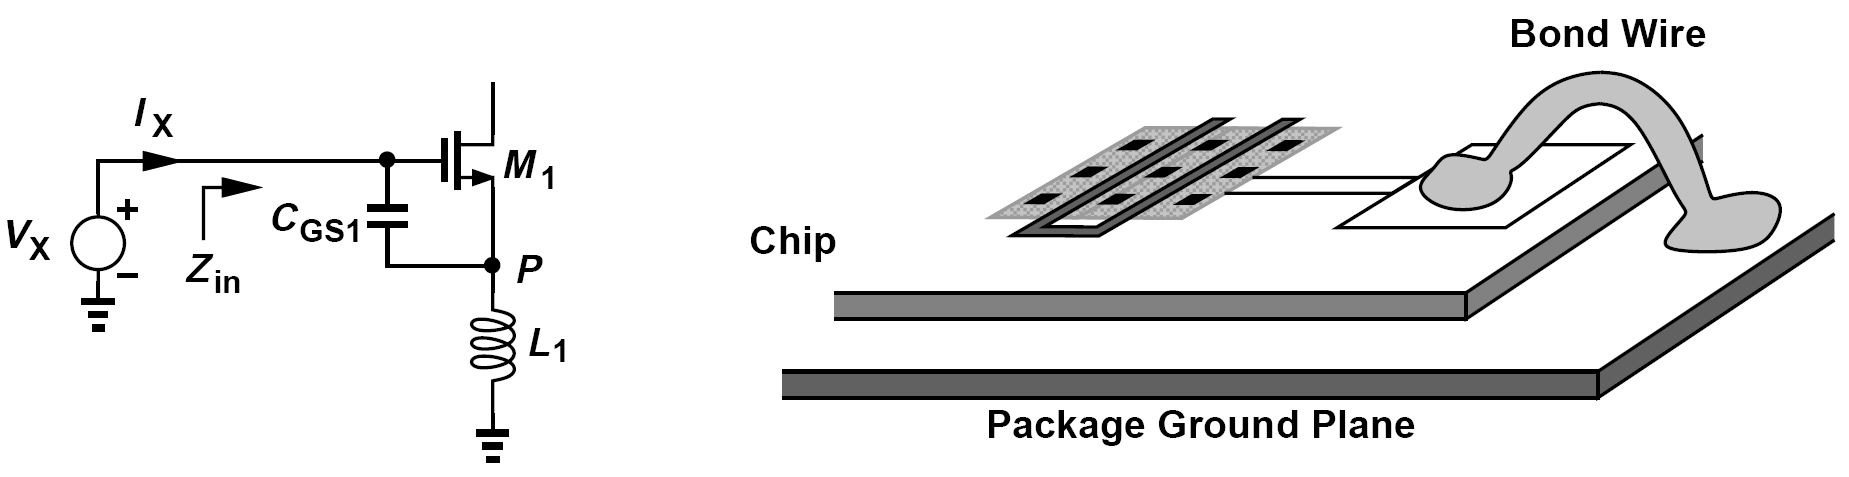 Bond Wire
I X
M 1
+
C GS1
V X
Z in
−
P
Chip
L 1
Package Ground Plane